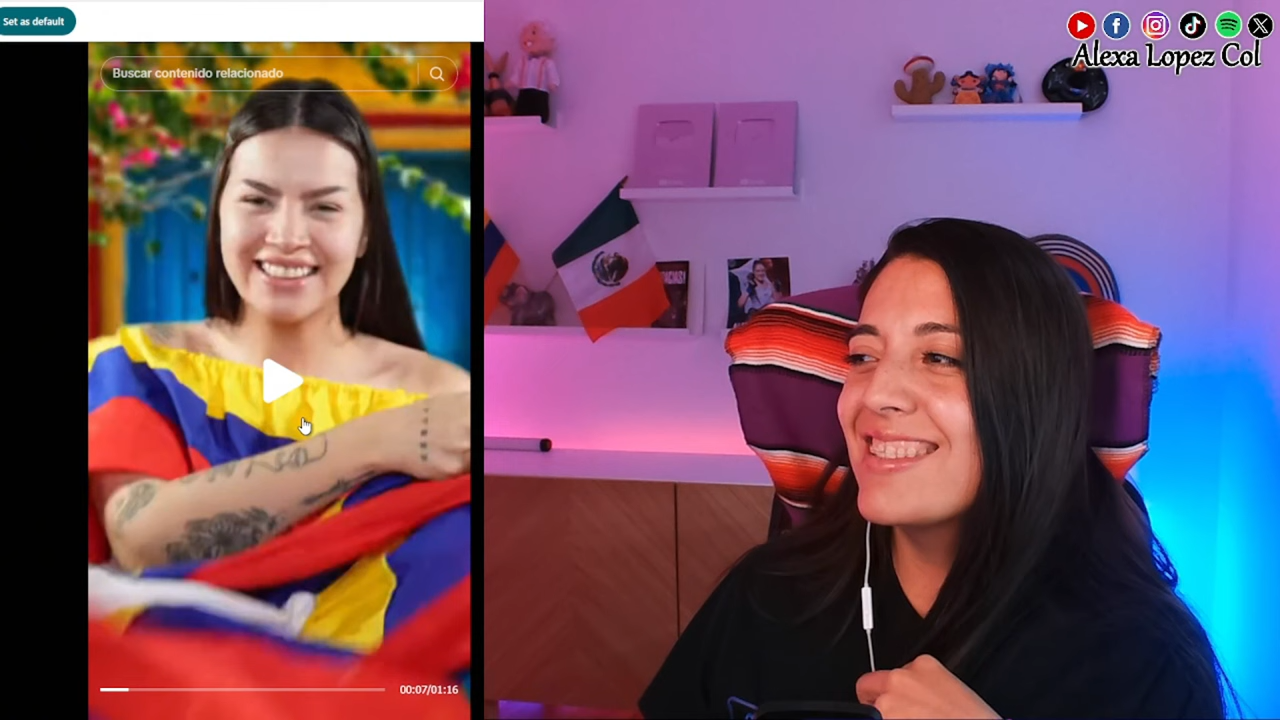 Set as default
Buscar contenido relacionado
Alexa Lopez Col
00:07/01:16